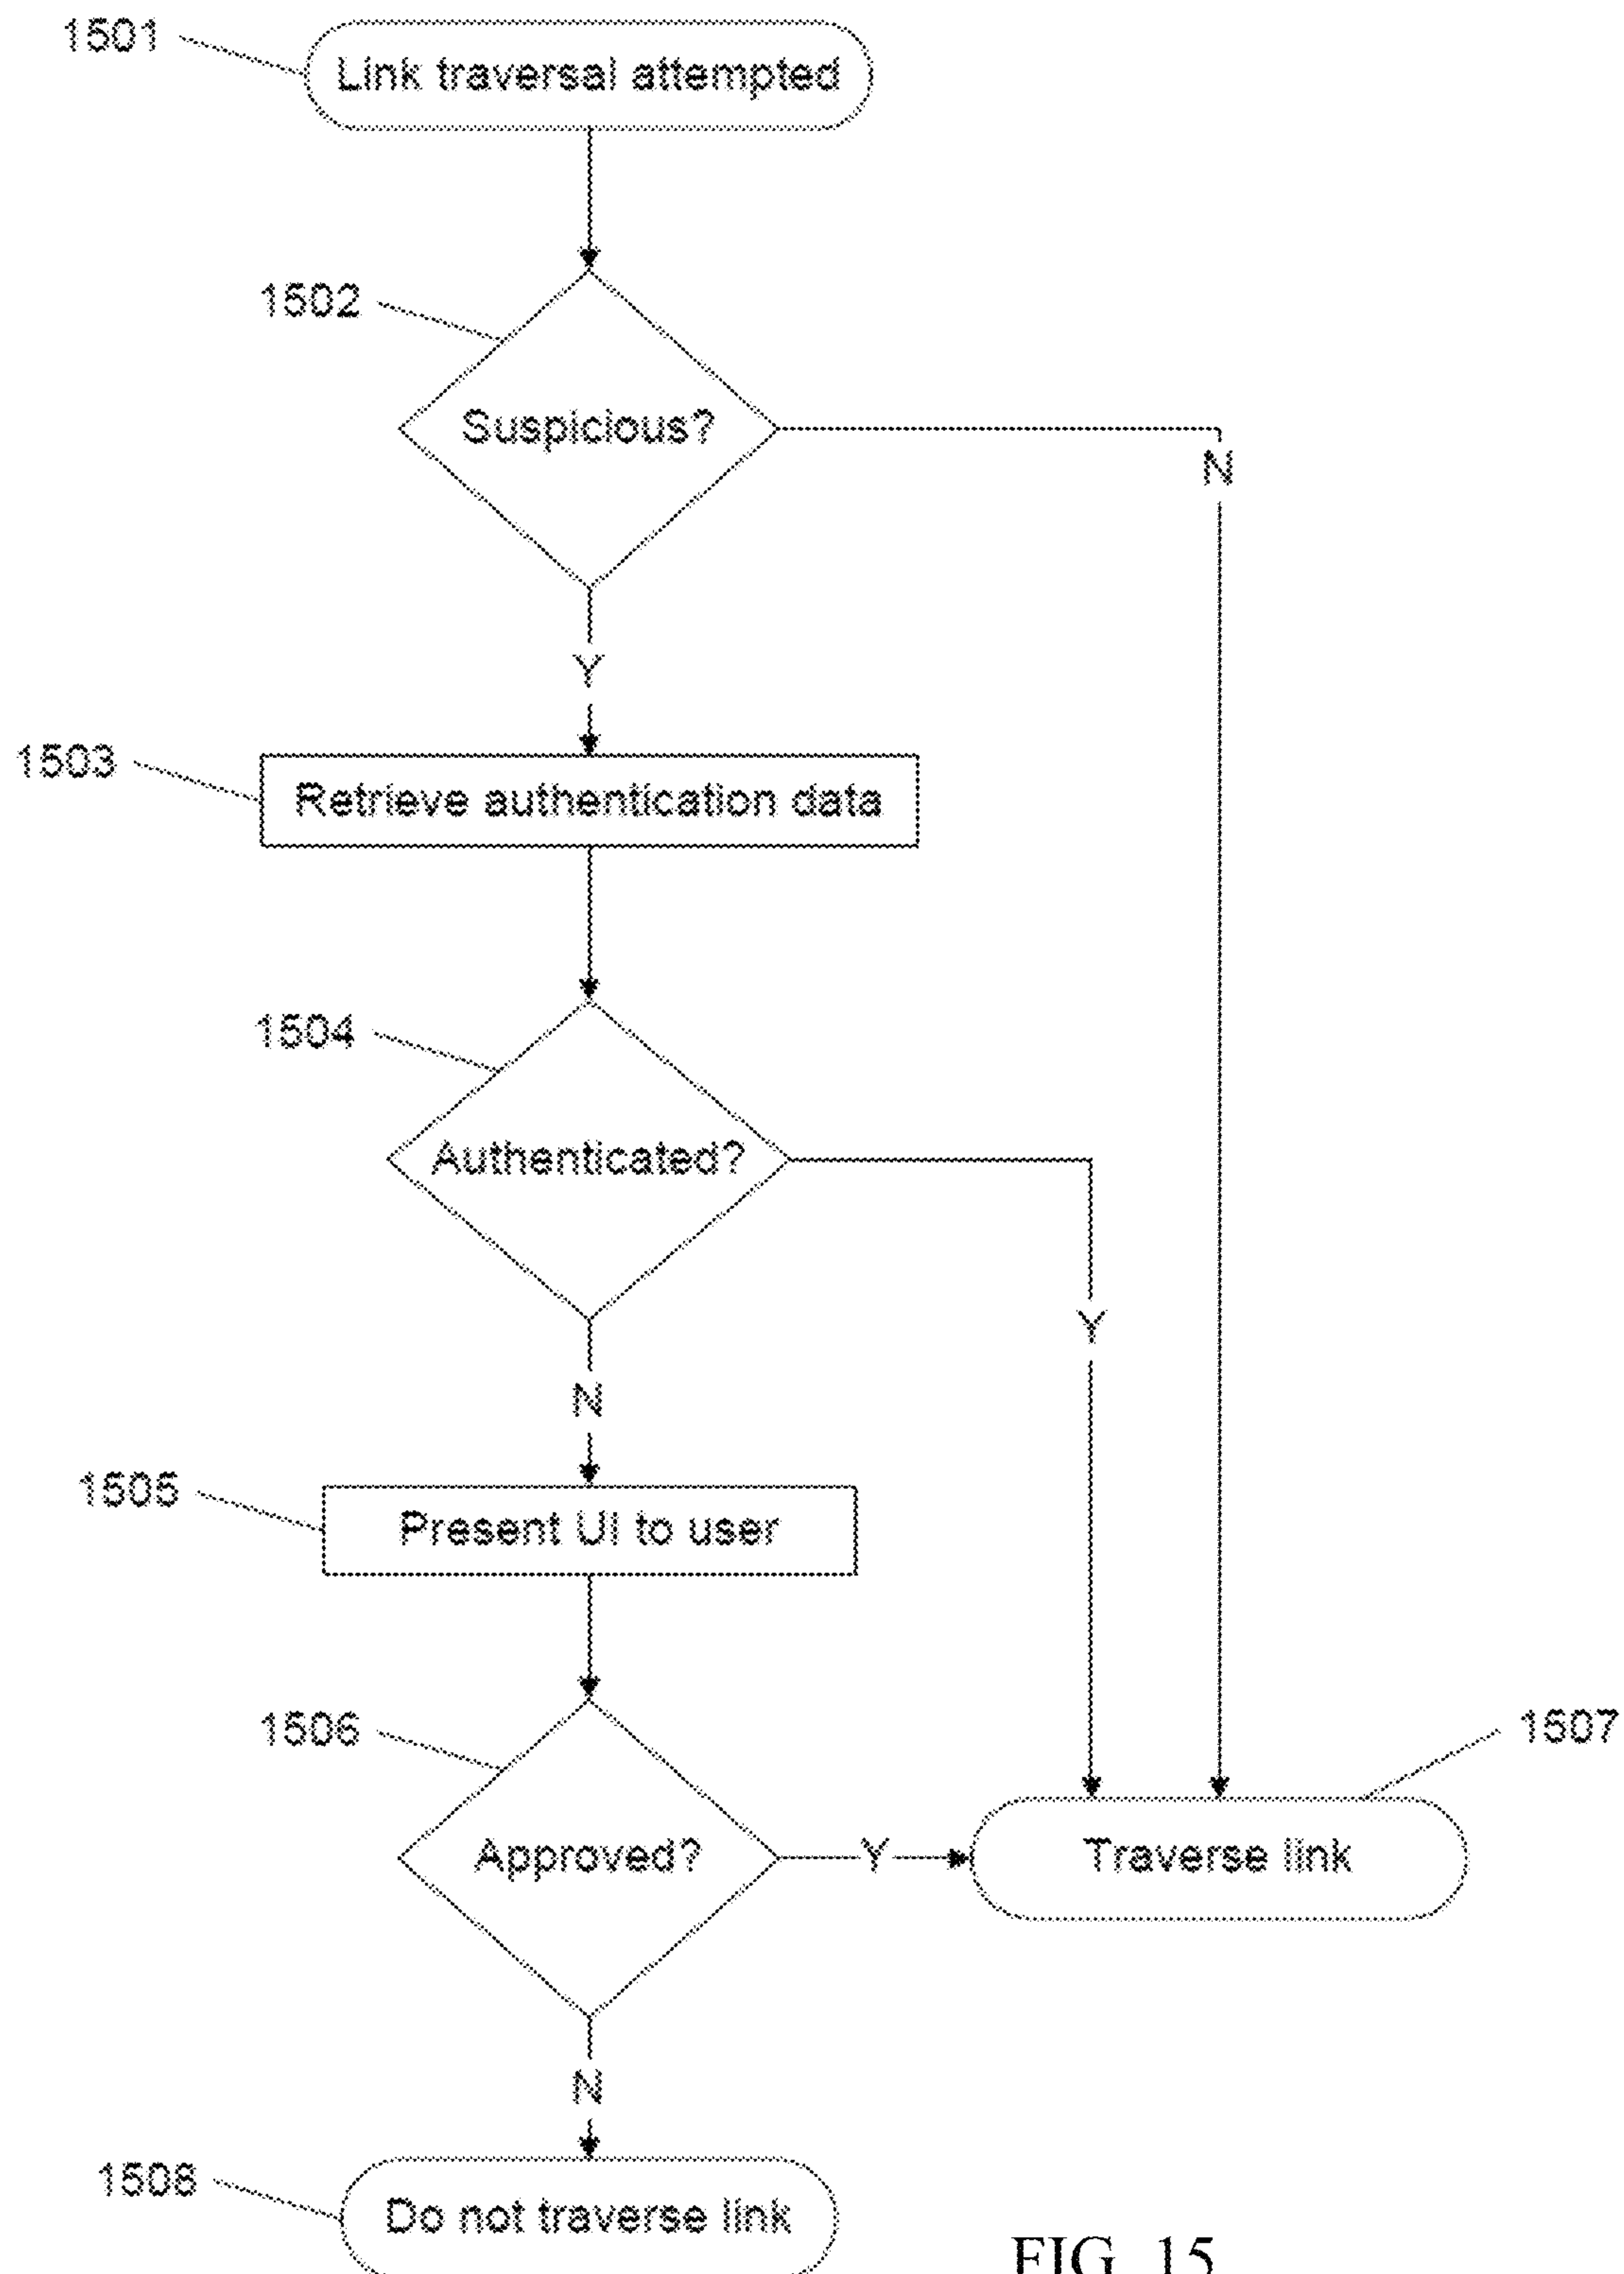 1501
Link traversal attempted
1502
Suspicious?
N
Y
1503
Retrieve authentication data
1504
Authenticated?
Y
N
1505
Present UI to user
1506
1507
Approved?
Y
Traverse link
N
1508
Do not traverse link
FIG. 15